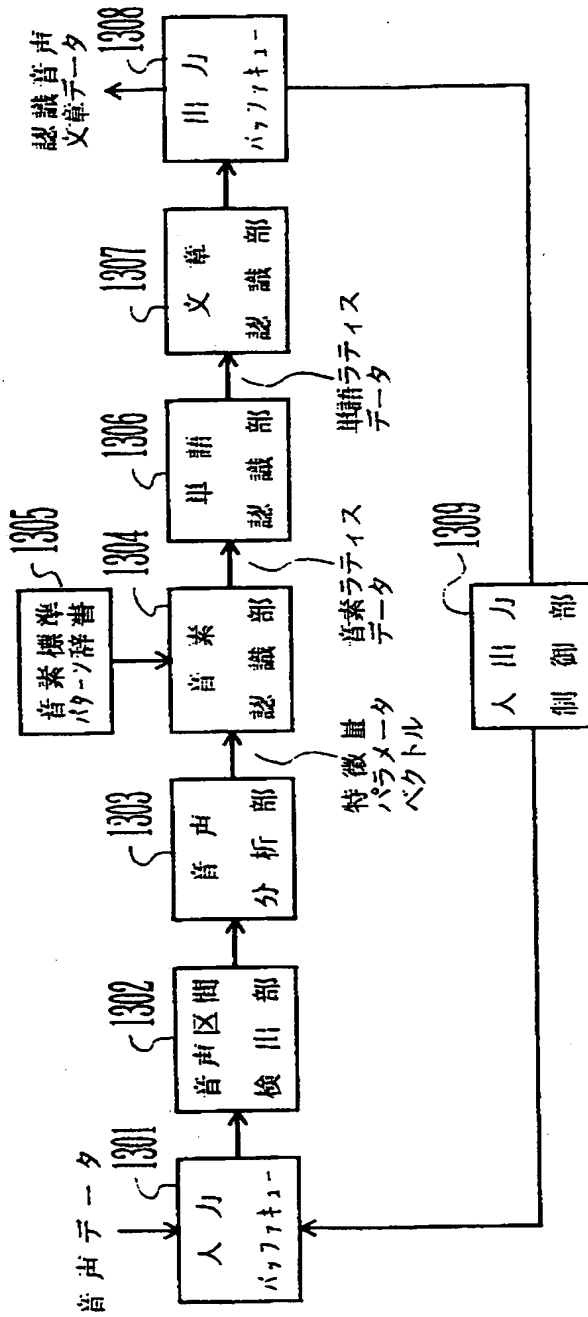 音声データ
1301
入力
バッファキュー
1302
音声区間
検出部
1303
音声
分析部
特徴量
パラメータ
ベクトル
音素標準
パターン辞書
1305
1304
音素
認識部
音素ラティス
データ
1306
単語
認識部
単語ラティス
データ
1307
文章
認識部
認識音声
文章データ
1308
出力
バッファキュー
1309
入出力
制御部